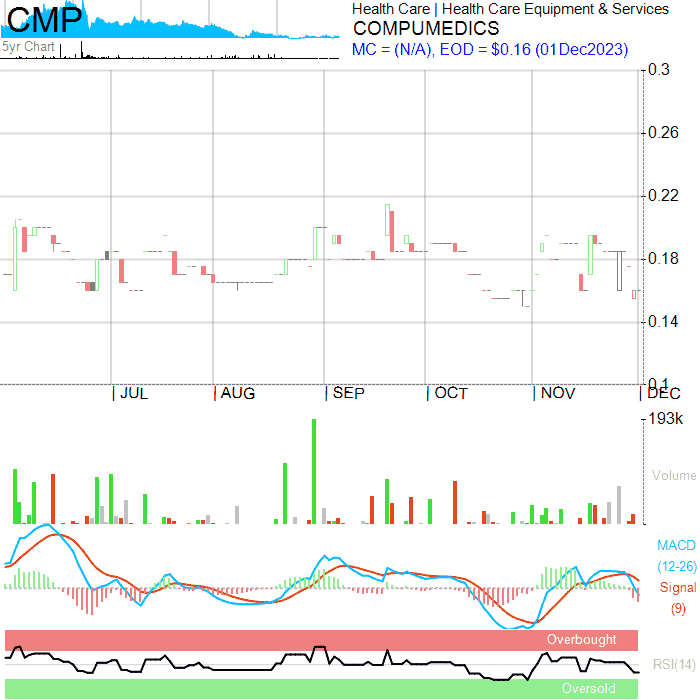 CMP
5yr Chart
Health Care | Health Care Equipment & Services
COMPUMEDICS
MC = (N/A), EOD = $0.16 (01Dec2023)
0.3
0.26
0.22
0.18
0.14
0.1
JUL
AUG
SEP
OCT
NOV
DEC
193k
Volume
MACD
(12-26)
Signal
(9)
Overbought
RSI(14)
Oversold